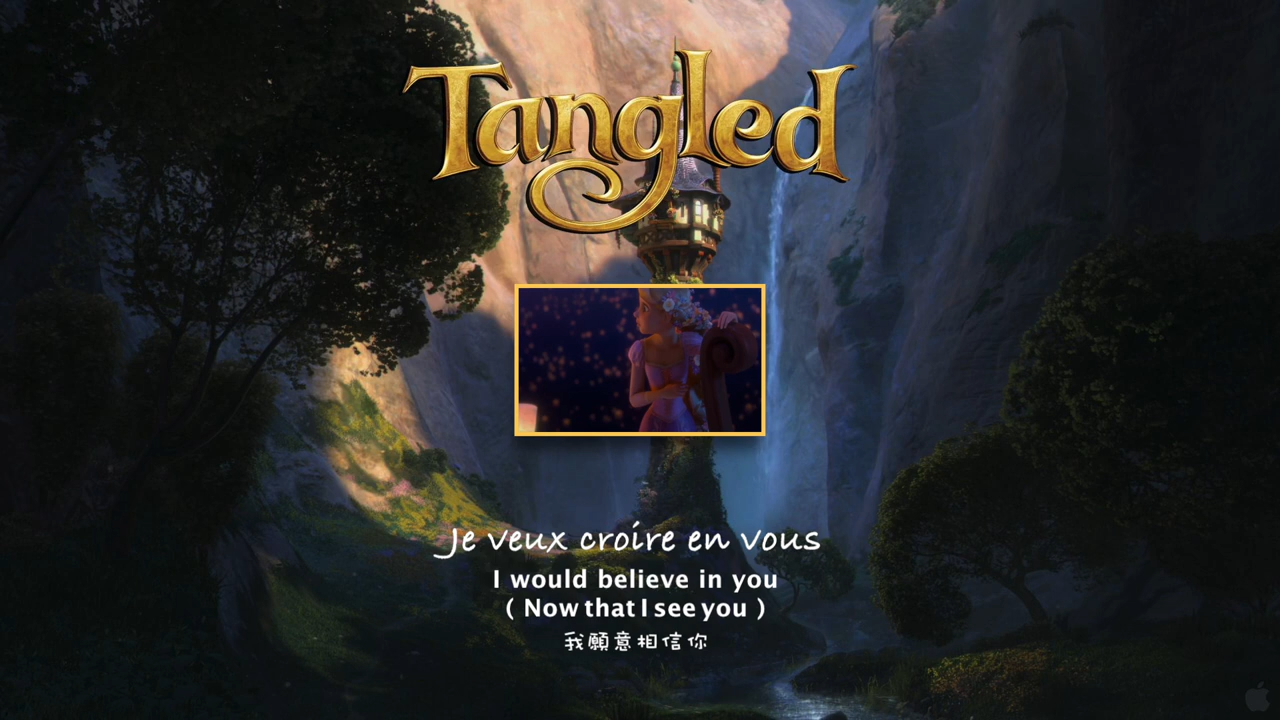 Tangled
Je veux croire en vous
I would believe in you
( Now that I see you )
我願意相信你